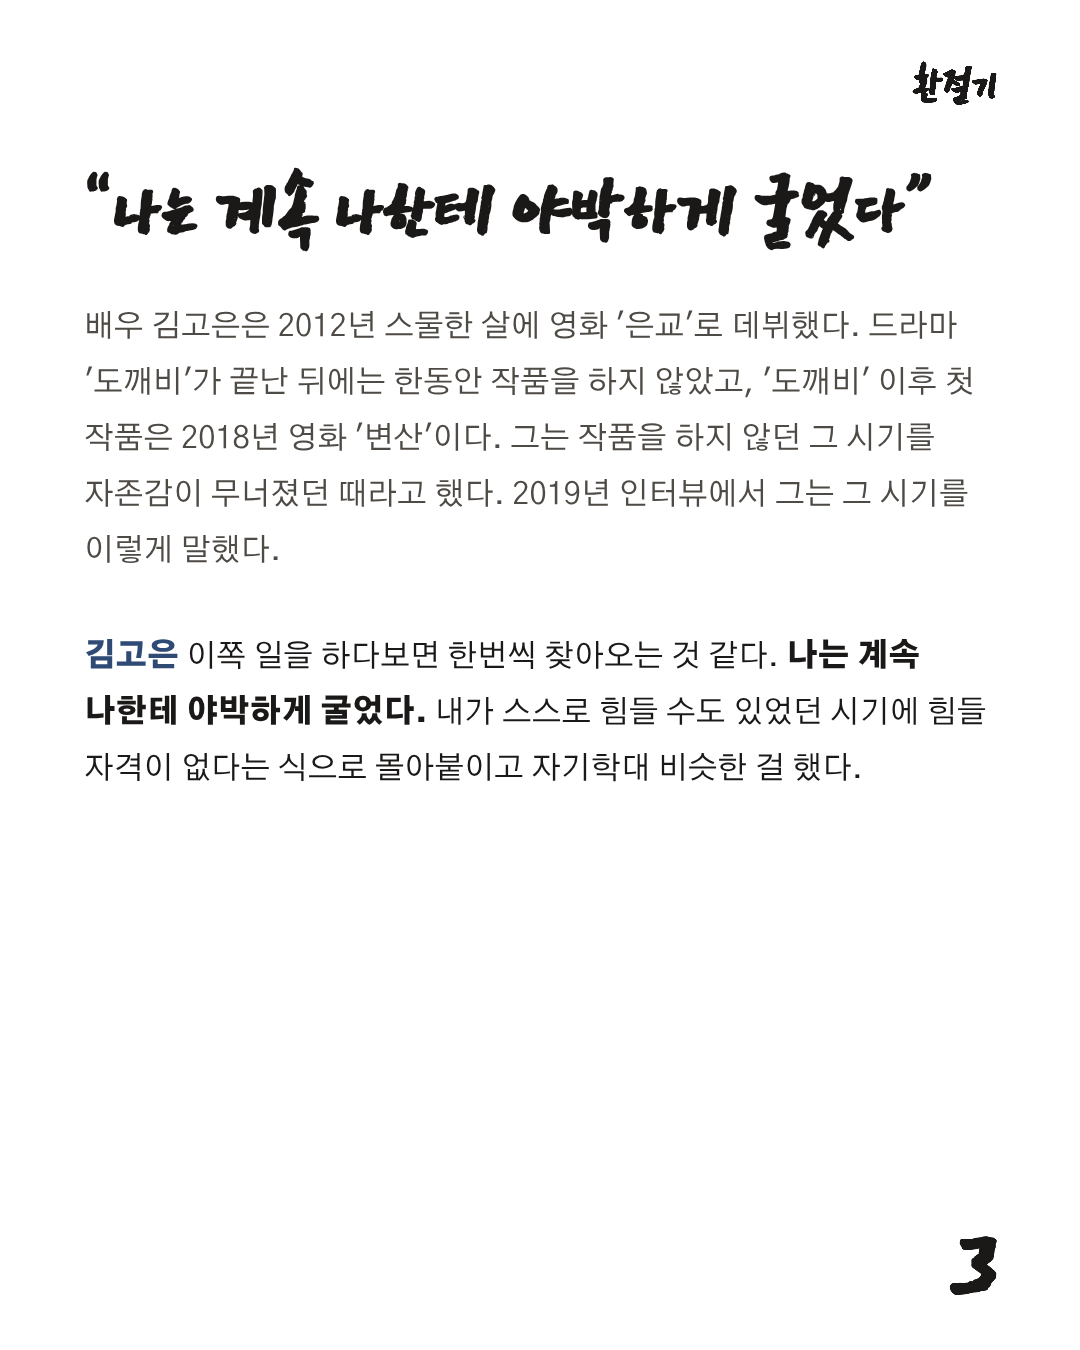 환절기
“나는 계속 나한테 야박하게 굴었다”
배우 김고은은 2012년 스물한 살에 영화 '은교'로 데뷔했다. 드라마
'도깨비'가 끝난 뒤에는 한동안 작품을 하지 않았고, '도깨비' 이후 첫
작품은 2018년 영화 '변산'이다. 그는 작품을 하지 않던 그 시기를
자존감이 무너졌던 때라고 했다. 2019년 인터뷰에서 그는 그 시기를
이렇게 말했다.
김고은 이쪽 일을 하다보면 한번씩 찾아오는 것 같다. 나는 계속
나한테 야박하게 굴었다. 내가 스스로 힘들 수도 있었던 시기에 힘들
자격이 없다는 식으로 몰아붙이고 자기학대 비슷한 걸 했다.
3